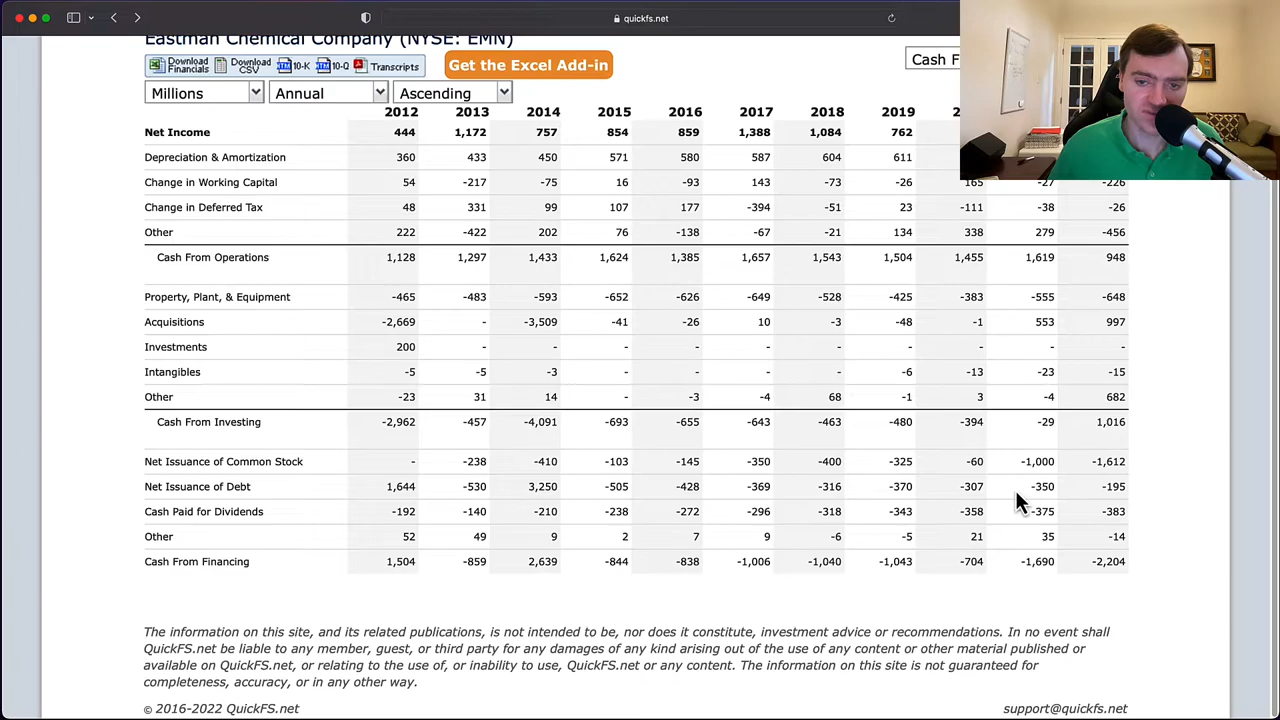 quickfs.net
Eastman Chemical Company (NYSE: EMN)
Download Financials Download CSV 10-K 10-Q Transcripts Get the Excel Add-in Cash F
Millions Annual Ascending
2012 2013 2014 2015 2016 2017 2018 2019 2
Net Income 444 1,172 757 854 859 1,388 1,084 762
Depreciation & Amortization 360 433 450 571 580 587 604 611
Change in Working Capital 54 -217 -75 16 -93 143 -73 -26 165 -27 -226
Change in Deferred Tax 48 331 99 107 177 -394 -51 23 -111 -38 -26
Other 222 -422 202 76 -138 -67 -21 134 338 279 -456
Cash From Operations 1,128 1,297 1,433 1,624 1,385 1,657 1,543 1,504 1,455 1,619 948
Property, Plant, & Equipment -465 -483 -593 -652 -626 -649 -528 -425 -383 -555 -648
Acquisitions -2,669 - -3,509 -41 -26 10 -3 -48 -1 553 997
Investments 200 - - - - - - - - - -
Intangibles -5 -5 -3 - - - - -6 -13 -23 -15
Other -23 31 14 - -3 -4 68 -1 3 -4 682
Cash From Investing -2,962 -457 -4,091 -693 -655 -643 -463 -480 -394 -29 1,016
Net Issuance of Common Stock - -238 -410 -103 -145 -350 -400 -325 -60 -1,000 -1,612
Net Issuance of Debt 1,644 -530 3,250 -505 -428 -369 -316 -370 -307 -350 -195
Cash Paid for Dividends -192 -140 -210 -238 -272 -296 -318 -343 -358 -375 -383
Other 52 49 9 2 7 9 -6 -5 21 35 -14
Cash From Financing 1,504 -859 2,639 -844 -838 -1,006 -1,040 -1,043 -704 -1,690 -2,204
The information on this site, and its related publications, is not intended to be, nor does it constitute, investment advice or recommendations. In no event shall
QuickFS.net be liable to any member, guest, or third party for any damages of any kind arising out of the use of any content or other material published or
available on QuickFS.net, or relating to the use of, or inability to use, QuickFS.net or any content. The information on this site is not guaranteed for
completeness, accuracy, or in any other way.
© 2016-2022 QuickFS.net support@quickfs.net